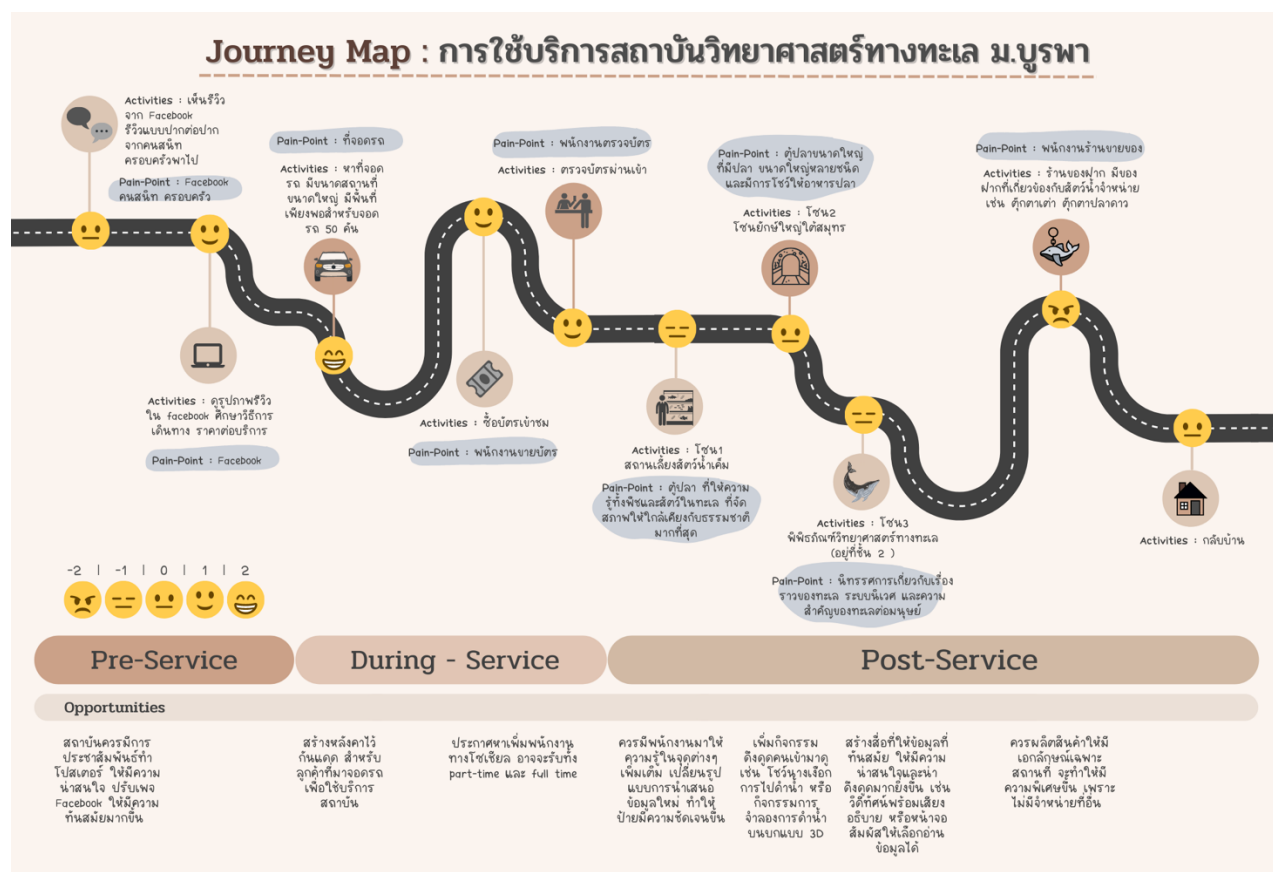 Journey Map : การใช้บริการสถาบันวิทยาศาสตร์ทางทะเล ม.บูรพา
Activities : เห็นรีวิว
จาก Facebook
รีวิวแบบปากต่อปาก
จากคนสนิท
ครอบครัวพาไป
Pain-Point : Facebook
คนสนิท ครอบครัว
Activities : ดูรูปภาพรีวิว
ใน facebook ศึกษาวิธีการ
เดินทาง ราคาต่อบริการ
Pain-Point : Facebook
Pain-Point : ที่จอดรถ
Activities : หาที่จอด
รถ มีขนาดสถานที่
ขนาดใหญ่ มีพื้นที่
เพียงพอสำหรับจอด
รถ 50 คัน
Activities : ซื้อบัตรเข้าชม
Pain-Point : พนักงานขายบัตร
Pain-Point : พนักงานตรวจบัตร
Activities : ตรวจบัตรผ่านเข้า
Activities : โซน1
สถานเลี้ยงสัตว์น้ำเค็ม
Pain-Point : ตู้ปลา ที่ให้ความ
รู้ทั้งพืชและสัตว์ในทะเล ที่จัด
สภาพให้ใกล้เคียงกับธรรมชาติ
มากที่สุด
Pain-Point : ตู้ปลาขนาดใหญ่
ที่มีปลา ขนาดใหญ่หลายชนิด
และมีการโชว์ให้อาหารปลา
Activities : โซน2
โซนยักษ์ใหญ่ใต้สมุทร
Activities : โซน3
พิพิธภัณฑ์วิทยาศาสตร์ทางทะเล
(อยู่ที่ชั้น 2 )
Pain-Point : นิทรรศการเกี่ยวกับเรื่อง
ราวของทะเล ระบบนิเวศ และความ
สำคัญของทะเลต่อมนุษย์
Pain-Point : พนักงานร้านขายของ
Activities : ร้านของฝาก มีของ
ฝากที่เกี่ยวข้องกับสัตว์น้ำจำหน่าย
เช่น ตุ๊กตาเต่า ตุ๊กตาปลาดาว
Activities : กลับบ้าน
-2 | -1 | 0 | 1 | 2
Pre-Service
During - Service
Post-Service
Opportunities
สถาบันควรมีการ
ประชาสัมพันธ์ทำ
โปสเตอร์ ให้มีความ
น่าสนใจ ปรับเพจ
Facebook ให้มีความ
ทันสมัยมากขึ้น
สร้างหลังคาไว้
กันแดด สำหรับ
ลูกค้าที่มาจอดรถ
เพื่อใช้บริการ
สถาบัน
ประกาศหาเพิ่มพนักงาน
ทางโซเชียล อาจจะรับทั้ง
part-time และ full time
ควรมีพนักงานมาให้
ความรู้ในจุดต่างๆ
เพิ่มเติม เปลี่ยนรูป
แบบการนำเสนอ
ข้อมูลใหม่ ทำให้
ป้ายมีความชัดเจนขึ้น
เพิ่มกิจกรรม
ดึงดูดคนเข้ามาดู
เช่น โชว์นางเงือก
การไปดำน้ำ หรือ
กิจกรรมการ
จำลองการดำน้ำ
บนบกแบบ 3D
สร้างสื่อที่ให้ข้อมูลที่
ทันสมัย ให้มีความ
น่าสนใจและน่า
ดึงดูดมากยิ่งขึ้น เช่น
วิดีทัศน์พร้อมเสียง
อธิบาย หรือหน้าจอ
สัมผัสให้เลือกอ่าน
ข้อมูลได้
ควรผลิตสินค้าให้มี
เอกลักษณ์เฉพาะ
สถานที่ จะทำให้มี
ความพิเศษขึ้น เพราะ
ไม่มีจำหน่ายที่อื่น